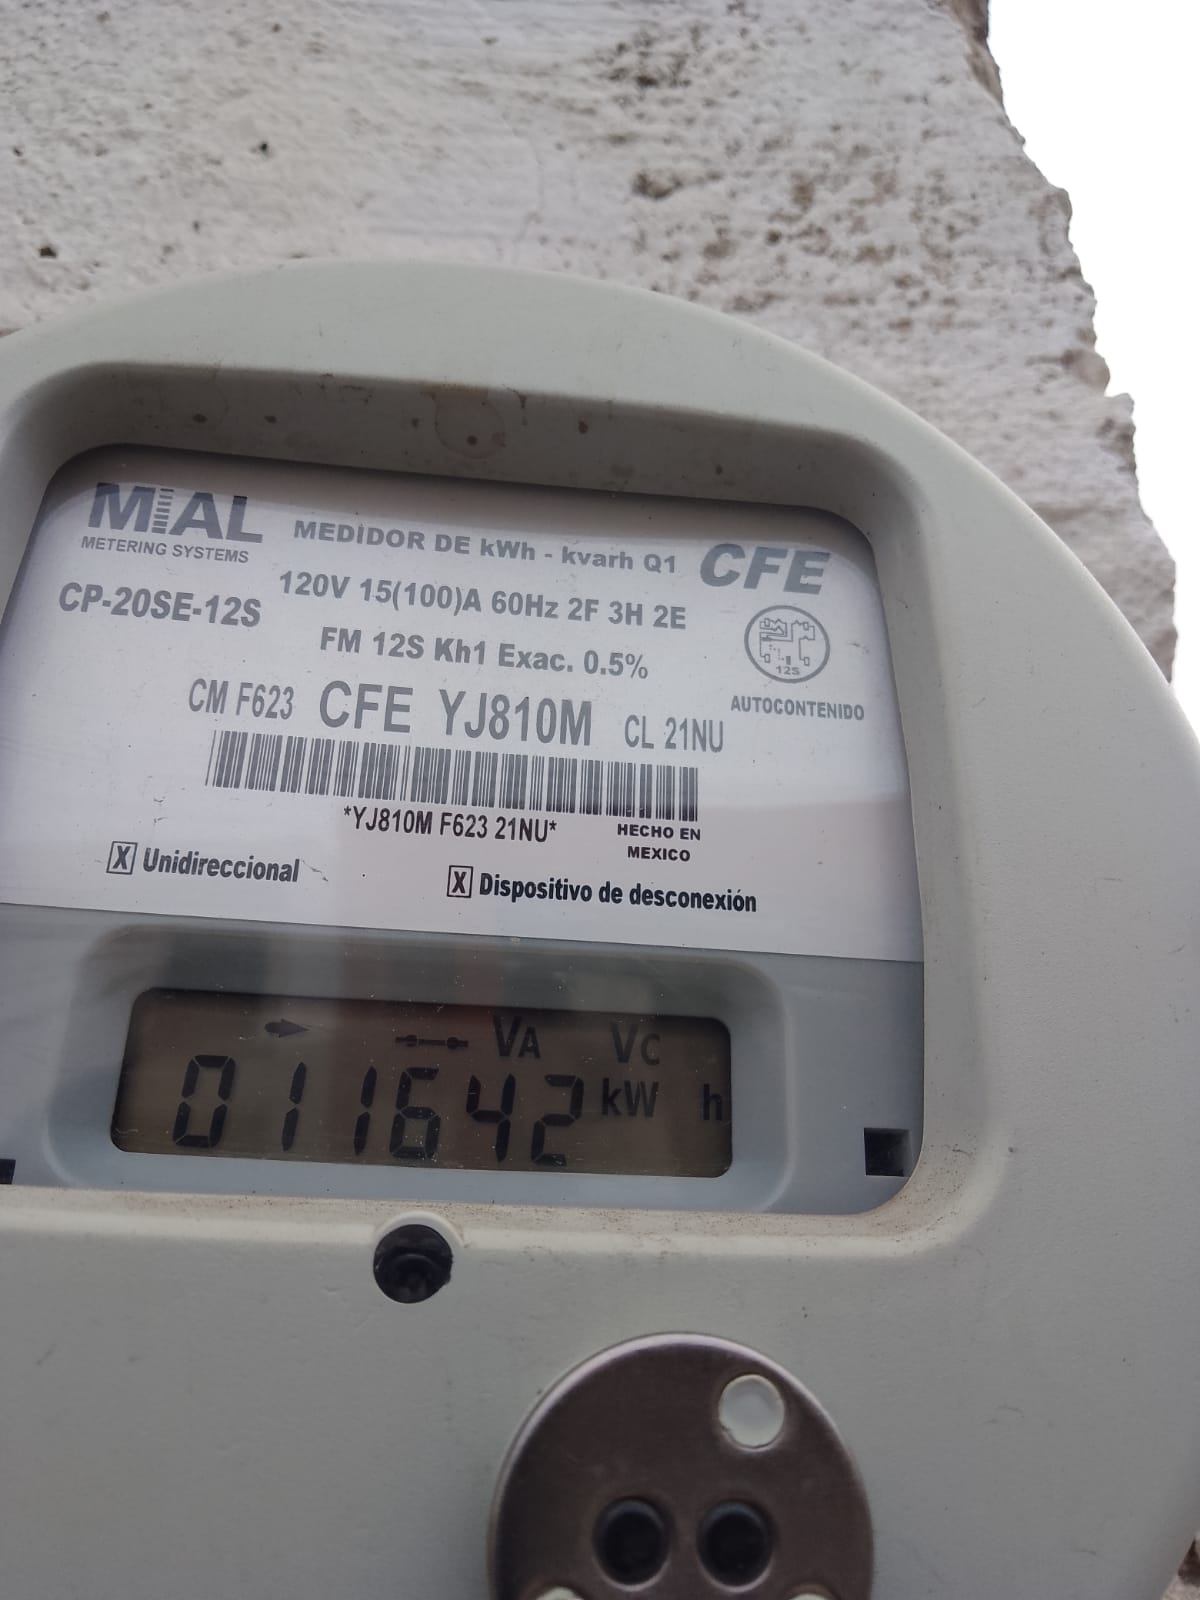 MIAL
METERING SYSTEMS
MEDIDOR DE kWh - kvarh Q1
CFE
CP-20SE-12S
120V 15(100)A 60Hz 2F 3H 2E
FM 12S Kh1 Exac. 0.5%
12S
AUTOCONTENIDO
CM F623 CFE YJ810M CL 21NU
*YJ810M F623 21NU*
HECHO EN
MEXICO
X Unidireccional
X Dispositivo de desconexión
VA VC
011642 kW h